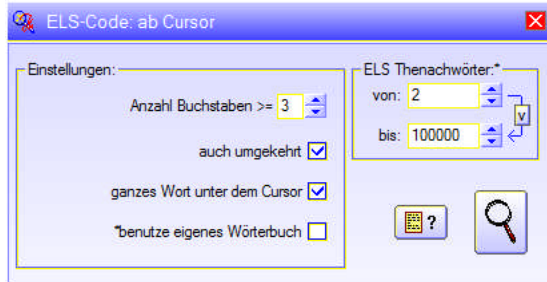 ELS-Code: ab Cursor
Einstellungen:
Anzahl Buchstaben >= 3
auch umgekehrt
ganzes Wort unter dem Cursor
*benutze eigenes Wörterbuch
ELS Thenachwörter:*
von: 2
v
bis: 100000
?